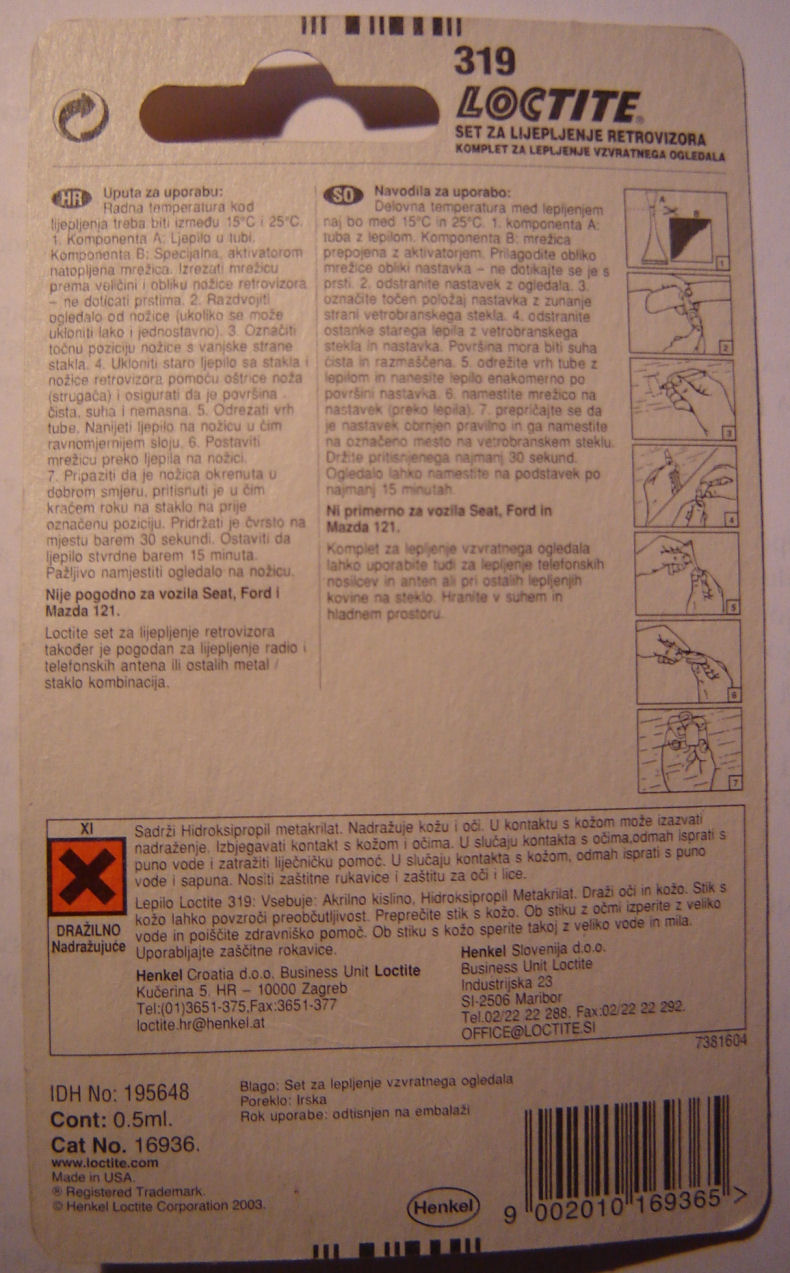 319
LOCTITE®
SET ZA LIJEPLJENJE RETROVIZORA
KOMPLET ZA LEPLJENJE VZVRATNEGA OGLEDALA
HR Uputa za uporabu:
Radna temperatura kod
lijepljenja treba biti između 15°C i 25°C.
1. Komponenta A: Ljepilo u tubi.
Komponenta B: Specijalna, aktivatorom
natopljena mrežica. Izrezati mrežicu
prema veličini i obliku nožice retrovizora
– ne doticati prstima. 2. Razdvojiti
ogledalo od nožice (ukoliko se može
ukloniti lako i jednostavno). 3. Označiti
točnu poziciju nožice s vanjske strane
stakla. 4. Ukloniti staro ljepilo sa stakla i
nožice retrovizora pomoću oštrice noža
(strugača) i osigurati da je površina
čista, suha i nemasna. 5. Odrezati vrh
tube. Nanijeti ljepilo na nožicu u čim
ravnomjernijem sloju. 6. Postaviti
mrežicu preko ljepila na nožici.
7. Pripaziti da je nožica okrenuta u
dobrom smjeru, pritisnuti je u čim
kraćem roku na staklo na prije
označenu poziciju. Pridržati je čvrsto na
mjestu barem 30 sekundi. Ostaviti da
ljepilo stvrdne barem 15 minuta.
Pažljivo namjestiti ogledalo na nožicu.
Nije pogodno za vozila Seat, Ford i
Mazda 121.
Loctite set za lijepljenje retrovizora
također je pogodan za lijepljenje radio i
telefonskih antena ili ostalih metal /
staklo kombinacija.
SO Navodila za uporabo:
Delovna temperatura med lepljenjem
naj bo med 15°C in 25°C. 1. komponenta A:
tuba z lepilom. Komponenta B: mrežica
prepojena z aktivatorjem. Prilagodite obliko
mrežice obliki nastavka – ne dotikajte se je s
prsti. 2. odstranite nastavek z ogledala. 3.
označite točen položaj nastavka z zunanje
strani vetrobranskega stekla. 4. odstranite
ostanke starega lepila z vetrobranskega
stekla in nastavka. Površina mora biti suha
čista in razmaščena. 5. odrežite vrh tube z
lepilom in nanesite lepilo enakomerno po
površini nastavka. 6. namestite mrežico na
nastavek (preko lepila). 7. prepričajte se da
je nastavek obrnjen pravilno in ga namestite
na označeno mesto na vetrobranskem steklu.
Držite pritisnjenega najmanj 30 sekund.
Ogledalo lahko namestite na podstavek po
najmanj 15 minutah.
Ni primerno za vozila Seat, Ford in
Mazda 121.
Komplet za lepljenje vzvratnega ogledala
lahko uporabite tudi za lepljenje telefonskih
nosilcev in anten ali pri ostalih lepljenjih
kovine na steklo. Hranite v suhem in
hladnem prostoru.
A
B
1
2
3
4
5
6
7
XI
DRAŽILNO
Nadražujuće
Sadrži Hidroksipropil metakrilat. Nadražuje kožu i oči. U kontaktu s kožom može izazvati
nadraženje. Izbjegavati kontakt s kožom i očima. U slučaju kontakta s očima,odmah isprati s
puno vode i zatražiti liječničku pomoć. U slučaju kontakta s kožom, odmah isprati s puno
vode i sapuna. Nositi zaštitne rukavice i zaštitu za oči i lice.
Lepilo Loctite 319: Vsebuje: Akrilno kislino, Hidroksipropil Metakrilat. Draži oči in kožo. Stik s
kožo lahko povzroči preobčutljivost. Preprečite stik s kožo. Ob stiku z očmi izperite z veliko
vode in poiščite zdravniško pomoč. Ob stiku s kožo sperite takoj z veliko vode in mila.
Uporabljajte zaščitne rokavice.
Henkel Croatia d.o.o. Business Unit Loctite
Kučerina 5. HR – 10000 Zagreb
Tel:(01)3651-375,Fax:3651-377
loctite.hr@henkel.at
Henkel Slovenija d.o.o.
Business Unit Loctite
Industrijska 23
SI-2506 Maribor
Tel.02/22 22 288. Fax:02/22 22 292.
OFFICE@LOCTITE.SI
7381604
IDH No: 195648
Cont: 0.5ml.
Cat No. 16936.
www.loctite.com
Made in USA.
® Registered Trademark.
© Henkel Loctite Corporation 2003.
Blago: Set za lepljenje vzvratnega ogledala
Poreklo: Irska
Rok uporabe: odtisnjen na embalaži
Henkel
9 002010 169365 >